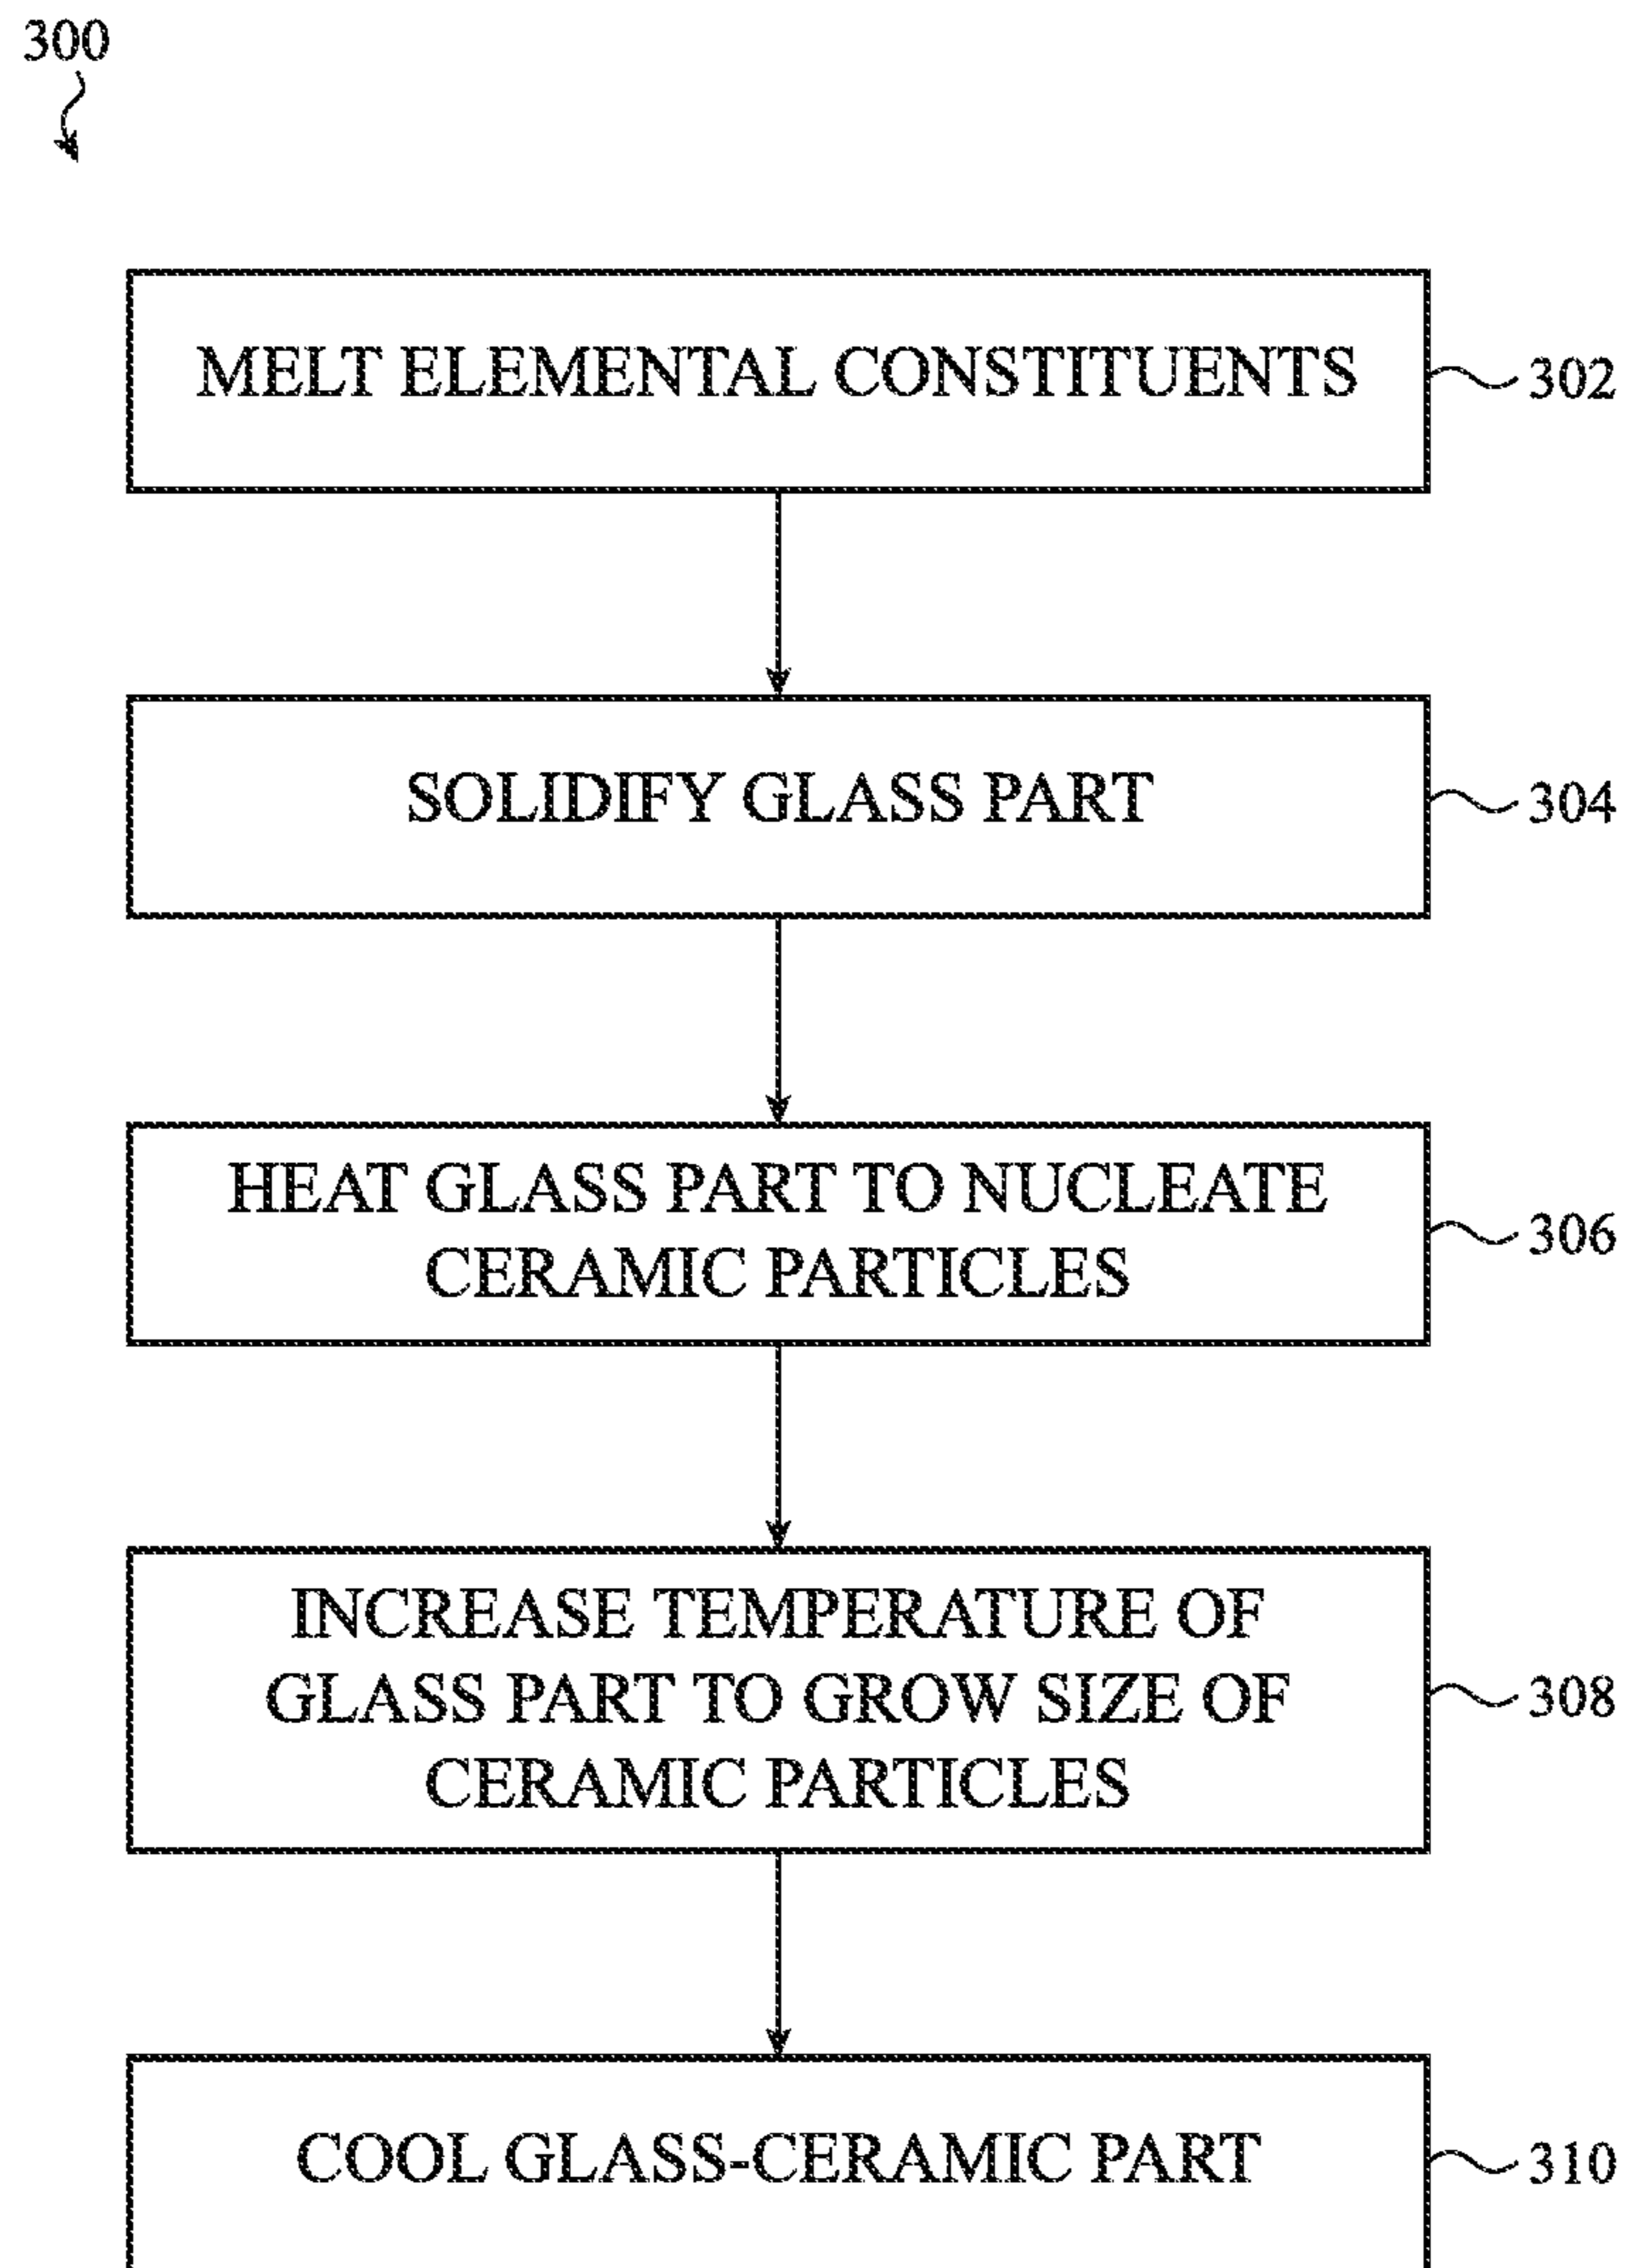 300
MELT ELEMENTAL CONSTITUENTS
302
SOLIDIFY GLASS PART
304
HEAT GLASS PART TO NUCLEATE
CERAMIC PARTICLES
306
INCREASE TEMPERATURE OF
GLASS PART TO GROW SIZE OF
CERAMIC PARTICLES
308
COOL GLASS-CERAMIC PART
310